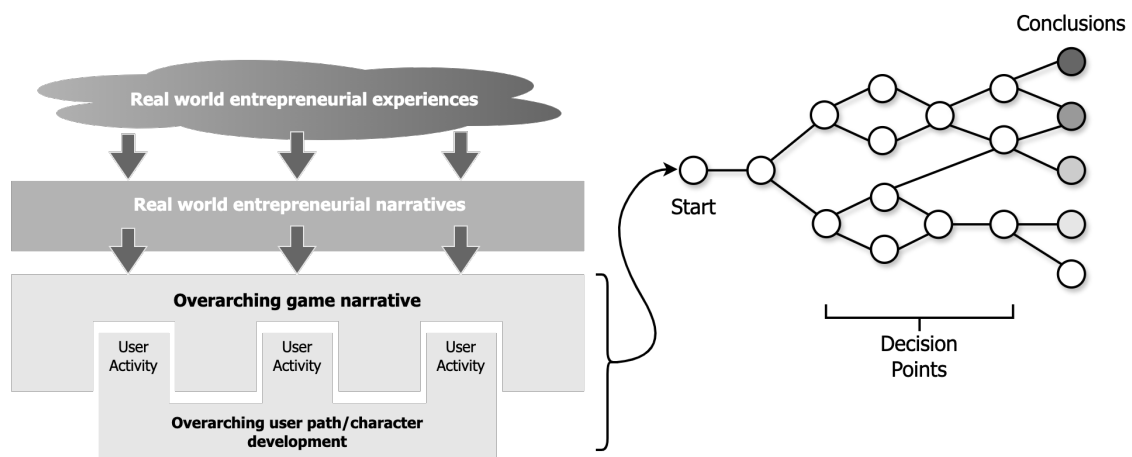 Real world entrepreneurial experiences
Real world entrepreneurial narratives
Overarching game narrative
User
Activity
User
Activity
User
Activity
Overarching user path/character
development
Conclusions
Start
Decision
Points